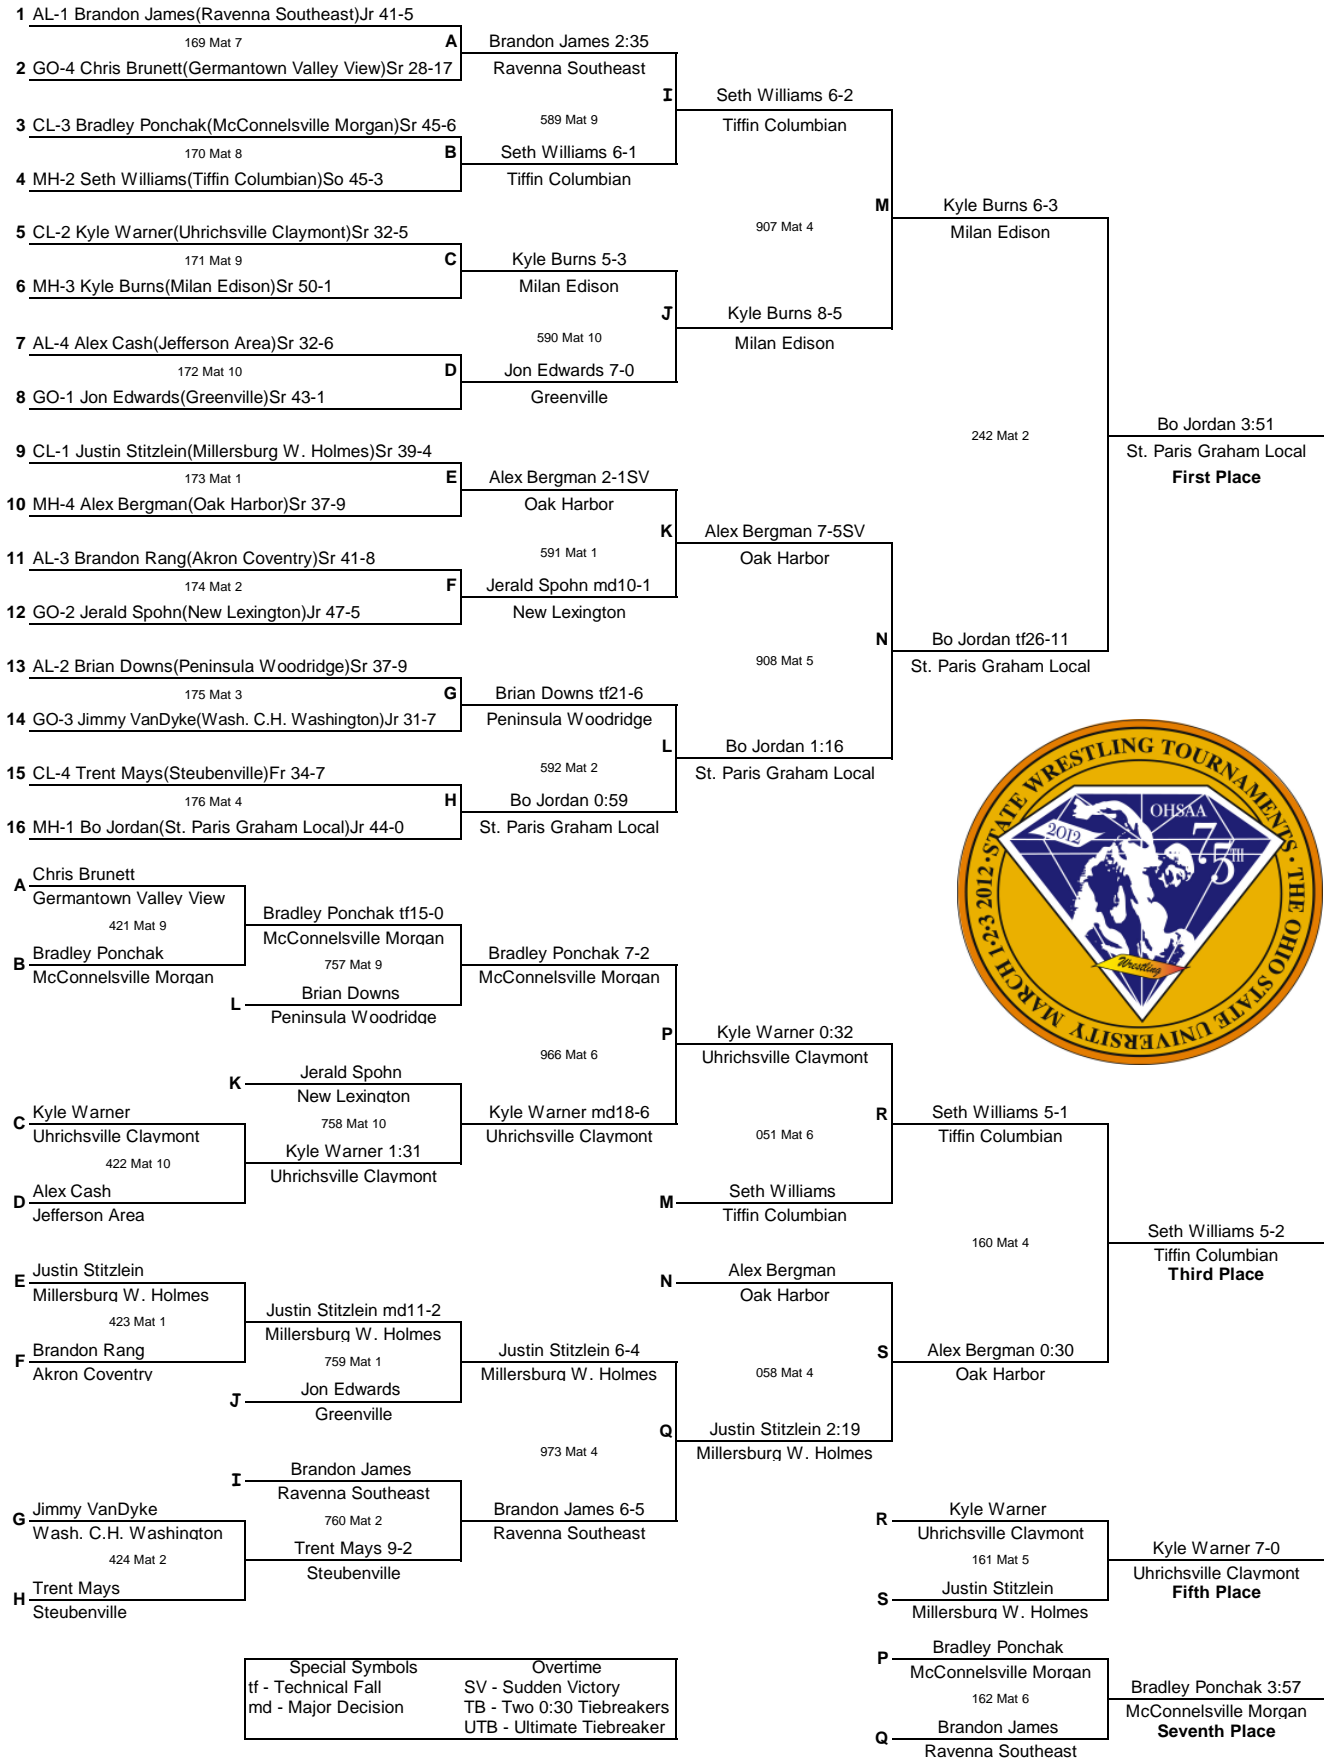 1 AL-1 Brandon James(Ravenna Southeast)Jr 41-5
169 Mat 7
A
2 GO-4 Chris Brunett(Germantown Valley View)Sr 28-17
Brandon James 2:35
Ravenna Southeast
3 CL-3 Bradley Ponchak(McConnelsville Morgan)Sr 45-6
170 Mat 8
B
4 MH-2 Seth Williams(Tiffin Columbian)So 45-3
589 Mat 9
I
Seth Williams 6-1
Tiffin Columbian
Seth Williams 6-2
Tiffin Columbian
5 CL-2 Kyle Warner(Uhrichsville Claymont)Sr 32-5
171 Mat 9
C
6 MH-3 Kyle Burns(Milan Edison)Sr 50-1
Kyle Burns 5-3
Milan Edison
907 Mat 4
M
Kyle Burns 6-3
Milan Edison
7 AL-4 Alex Cash(Jefferson Area)Sr 32-6
172 Mat 10
D
8 GO-1 Jon Edwards(Greenville)Sr 43-1
590 Mat 10
J
Jon Edwards 7-0
Greenville
Kyle Burns 8-5
Milan Edison
9 CL-1 Justin Stitzlein(Millersburg W. Holmes)Sr 39-4
173 Mat 1
E
10 MH-4 Alex Bergman(Oak Harbor)Sr 37-9
Alex Bergman 2-1SV
Oak Harbor
242 Mat 2
Bo Jordan 3:51
St. Paris Graham Local
First Place
11 AL-3 Brandon Rang(Akron Coventry)Sr 41-8
174 Mat 2
F
12 GO-2 Jerald Spohn(New Lexington)Jr 47-5
591 Mat 1
K
Jerald Spohn md10-1
New Lexington
Alex Bergman 7-5SV
Oak Harbor
13 AL-2 Brian Downs(Peninsula Woodridge)Sr 37-9
175 Mat 3
G
14 GO-3 Jimmy VanDyke(Wash. C.H. Washington)Jr 31-7
Brian Downs tf21-6
Peninsula Woodridge
908 Mat 5
N
Bo Jordan tf26-11
St. Paris Graham Local
15 CL-4 Trent Mays(Steubenville)Fr 34-7
176 Mat 4
H
16 MH-1 Bo Jordan(St. Paris Graham Local)Jr 44-0
592 Mat 2
L
Bo Jordan 0:59
St. Paris Graham Local
Bo Jordan 1:16
St. Paris Graham Local
MARCH 1-2-3 2012 • STATE WRESTLING TOURNAMENTS • THE OHIO STATE UNIVERSITY
2012
OHSAA
75TH
Wrestling
A Chris Brunett
Germantown Valley View
421 Mat 9
B Bradley Ponchak
McConnelsville Morgan
Bradley Ponchak tf15-0
McConnelsville Morgan
757 Mat 9
L Brian Downs
Peninsula Woodridge
Bradley Ponchak 7-2
McConnelsville Morgan
966 Mat 6
P
Kyle Warner 0:32
Uhrichsville Claymont
K Jerald Spohn
New Lexington
758 Mat 10
C Kyle Warner
Uhrichsville Claymont
422 Mat 10
D Alex Cash
Jefferson Area
Kyle Warner 1:31
Uhrichsville Claymont
Kyle Warner md18-6
Uhrichsville Claymont
051 Mat 6
R
M Seth Williams
Tiffin Columbian
Seth Williams 5-1
Tiffin Columbian
160 Mat 4
Seth Williams 5-2
Tiffin Columbian
Third Place
E Justin Stitzlein
Millersburg W. Holmes
423 Mat 1
F Brandon Rang
Akron Coventry
Justin Stitzlein md11-2
Millersburg W. Holmes
759 Mat 1
J Jon Edwards
Greenville
Justin Stitzlein 6-4
Millersburg W. Holmes
N Alex Bergman
Oak Harbor
058 Mat 4
S
Alex Bergman 0:30
Oak Harbor
973 Mat 4
Q
Justin Stitzlein 2:19
Millersburg W. Holmes
I Brandon James
Ravenna Southeast
760 Mat 2
G Jimmy VanDyke
Wash. C.H. Washington
424 Mat 2
H Trent Mays
Steubenville
Trent Mays 9-2
Steubenville
Brandon James 6-5
Ravenna Southeast
R Kyle Warner
Uhrichsville Claymont
161 Mat 5
S Justin Stitzlein
Millersburg W. Holmes
Kyle Warner 7-0
Uhrichsville Claymont
Fifth Place
P Bradley Ponchak
McConnelsville Morgan
162 Mat 6
Q Brandon James
Ravenna Southeast
Bradley Ponchak 3:57
McConnelsville Morgan
Seventh Place
Special Symbols
tf - Technical Fall
md - Major Decision
Overtime
SV - Sudden Victory
TB - Two 0:30 Tiebreakers
UTB - Ultimate Tiebreaker